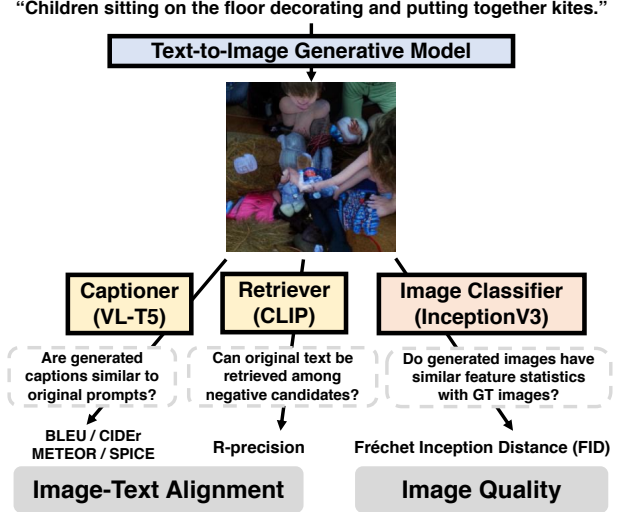 “Children sitting on the floor decorating and putting together kites.”
Text-to-Image Generative Model
Captioner
(VL-T5)
Retriever
(CLIP)
Image Classifier
(InceptionV3)
Are generated
captions similar to
original prompts?
Can original text be
retrieved among
negative candidates?
Do generated images have
similar feature statistics
with GT images?
BLEU / CIDEr
METEOR / SPICE
R-precision
Fréchet Inception Distance (FID)
Image-Text Alignment
Image Quality